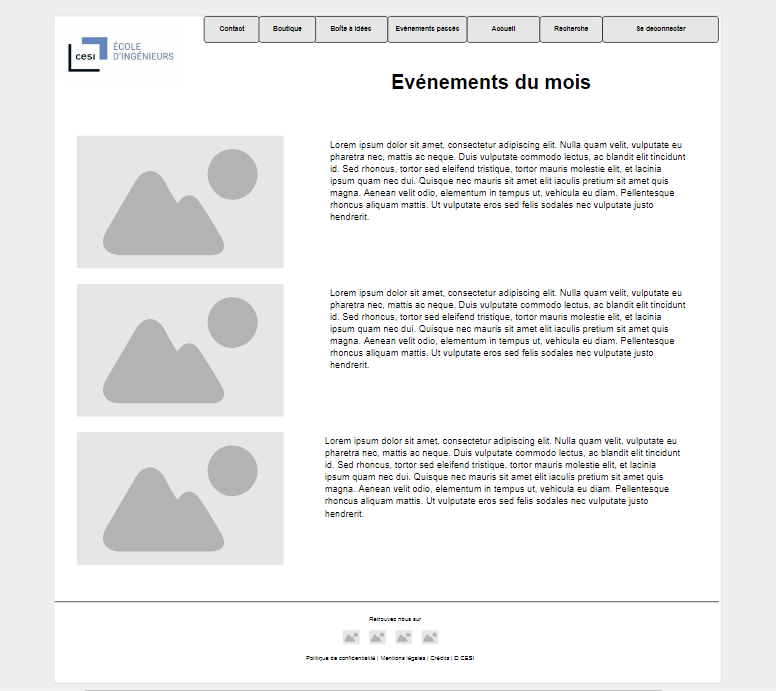 Contact Boutique Boîte à idées Evénements passés Accueil Recherche Se deconnecter
cesi ÉCOLE
D'INGÉNIEURS
Evénements du mois
Lorem ipsum dolor sit amet, consectetur adipiscing elit. Nulla quam velit, vulputate eu
pharetra nec, mattis ac neque. Duis vulputate commodo lectus, ac blandit elit tincidunt
id. Sed rhoncus, tortor sed eleifend tristique, tortor mauris molestie elit, et lacinia
ipsum quam nec dui. Quisque nec mauris sit amet elit iaculis pretium sit amet quis
magna. Aenean velit odio, elementum in tempus ut, vehicula eu diam. Pellentesque
rhoncus aliquam mattis. Ut vulputate eros sed felis sodales nec vulputate justo
hendrerit.
Lorem ipsum dolor sit amet, consectetur adipiscing elit. Nulla quam velit, vulputate eu
pharetra nec, mattis ac neque. Duis vulputate commodo lectus, ac blandit elit tincidunt
id. Sed rhoncus, tortor sed eleifend tristique, tortor mauris molestie elit, et lacinia
ipsum quam nec dui. Quisque nec mauris sit amet elit iaculis pretium sit amet quis
magna. Aenean velit odio, elementum in tempus ut, vehicula eu diam. Pellentesque
rhoncus aliquam mattis. Ut vulputate eros sed felis sodales nec vulputate justo
hendrerit.
Lorem ipsum dolor sit amet, consectetur adipiscing elit. Nulla quam velit, vulputate eu
pharetra nec, mattis ac neque. Duis vulputate commodo lectus, ac blandit elit tincidunt
id. Sed rhoncus, tortor sed eleifend tristique, tortor mauris molestie elit, et lacinia
ipsum quam nec dui. Quisque nec mauris sit amet elit iaculis pretium sit amet quis
magna. Aenean velit odio, elementum in tempus ut, vehicula eu diam. Pellentesque
rhoncus aliquam mattis. Ut vulputate eros sed felis sodales nec vulputate justo
hendrerit.
Retrouvez nous sur
Politique de confidentialité | Mentions légales | Crédits | © CESI